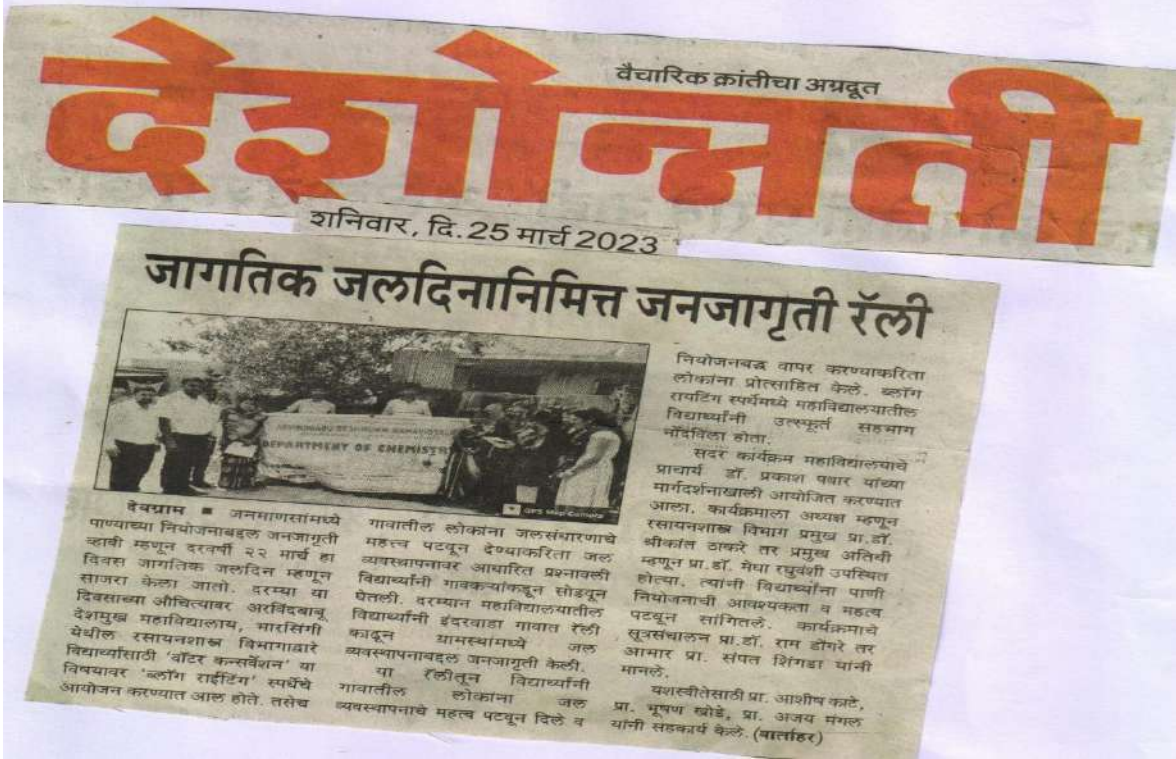 वैचारिक क्रांतीचा अग्रदूत
देशोन्नती
शनिवार, दि. 25 मार्च 2023
जागतिक जलदिनानिमित्त जनजागृती रॅली
DEPARTMENT OF CHEMISTR
GPS Map Camera
देवग्राम ■ जनमाणसांमध्ये
पाण्याच्या नियोजनाबद्दल जनजागृती
व्हावी म्हणून दरवर्षी २२ मार्च हा
दिवस जागतिक जलदिन म्हणून
साजरा केला जातो. दरम्या या
दिवसाच्या औचित्यावर अरविंदबाबू
देशमुख महाविद्यालाय, भारसिंगी
येथील रसायनशास्त्र विभागाद्वारे
विद्यार्थ्यांसाठी 'वॉटर कन्सर्वेशन' या
विषयावर 'ब्लॉग राईटिंग' स्पर्धेचे
आयोजन करण्यात आल होते. तसेच
गावातील लोकांना जलसंधारणाचे
महत्त्व पटवून देण्याकरिता जल
व्यवस्थापनावर आधारित प्रश्नावली
विद्यार्थ्यांनी गावकऱ्यांकडून सोडवून
घेतली. दरम्यान महाविद्यालयातील
विद्यार्थ्यांनी इंदरवाडा गावात रॅली
काढून ग्रामस्थांमध्ये जल
व्यवस्थापनाबद्दल जनजागृती केली.
या रॅलीतून विद्यार्थ्यांनी
गावातील लोकांना जल
व्यवस्थापनाचे महत्व पटवून दिले व
नियोजनबद्ध वापर करण्याकरिता
लोकांना प्रोत्साहित केले. ब्लॉग
रायटिंग स्पर्धेमध्ये महाविद्यालयातील
विद्यार्थ्यांनी उत्स्फूर्त सहभाग
नोंदविला होता.
सदर कार्यक्रम महाविद्यालयाचे
प्राचार्य डॉ. प्रकाश पवार यांच्या
मार्गदर्शनाखाली आयोजित करण्यात
आला. कार्यक्रमाला अध्यक्ष म्हणून
रसायनशास्त्र विभाग प्रमुख प्रा.डॉ.
श्रीकांत ठाकरे तर प्रमुख अतिथी
म्हणून प्रा.डॉ. मेघा रघुवंशी उपस्थित
होत्या. त्यांनी विद्यार्थ्यांना पाणी
नियोजनाची आवश्यकता व महत्व
पटवून सांगितले. कार्यक्रमाचे
सूत्रसंचालन प्रा.डॉ. राम डोंगरे तर
आभार प्रा. संपत शिंगडा यांनी
मानले.
यशस्वीतेसाठी प्रा. आशीष काटे,
प्रा. भूषण खोडे, प्रा. अजय मंगल
यांनी सहकार्य केले. (वार्ताहर)